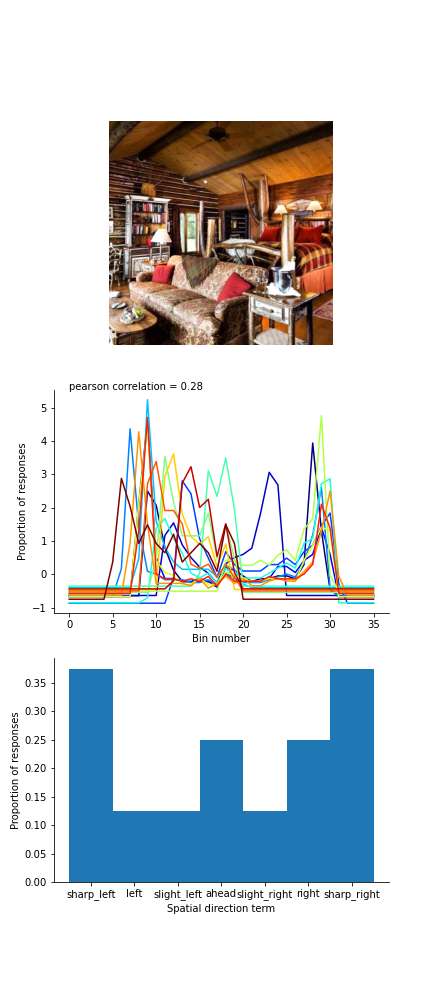 pearson correlation = 0.28
Proportion of responses
5
4
3
2
1
0
−1
0 5 10 15 20 25 30 35
Bin number
Proportion of responses
0.35
0.30
0.25
0.20
0.15
0.10
0.05
0.00
sharp_left left slight_left ahead slight_right right sharp_right
Spatial direction term